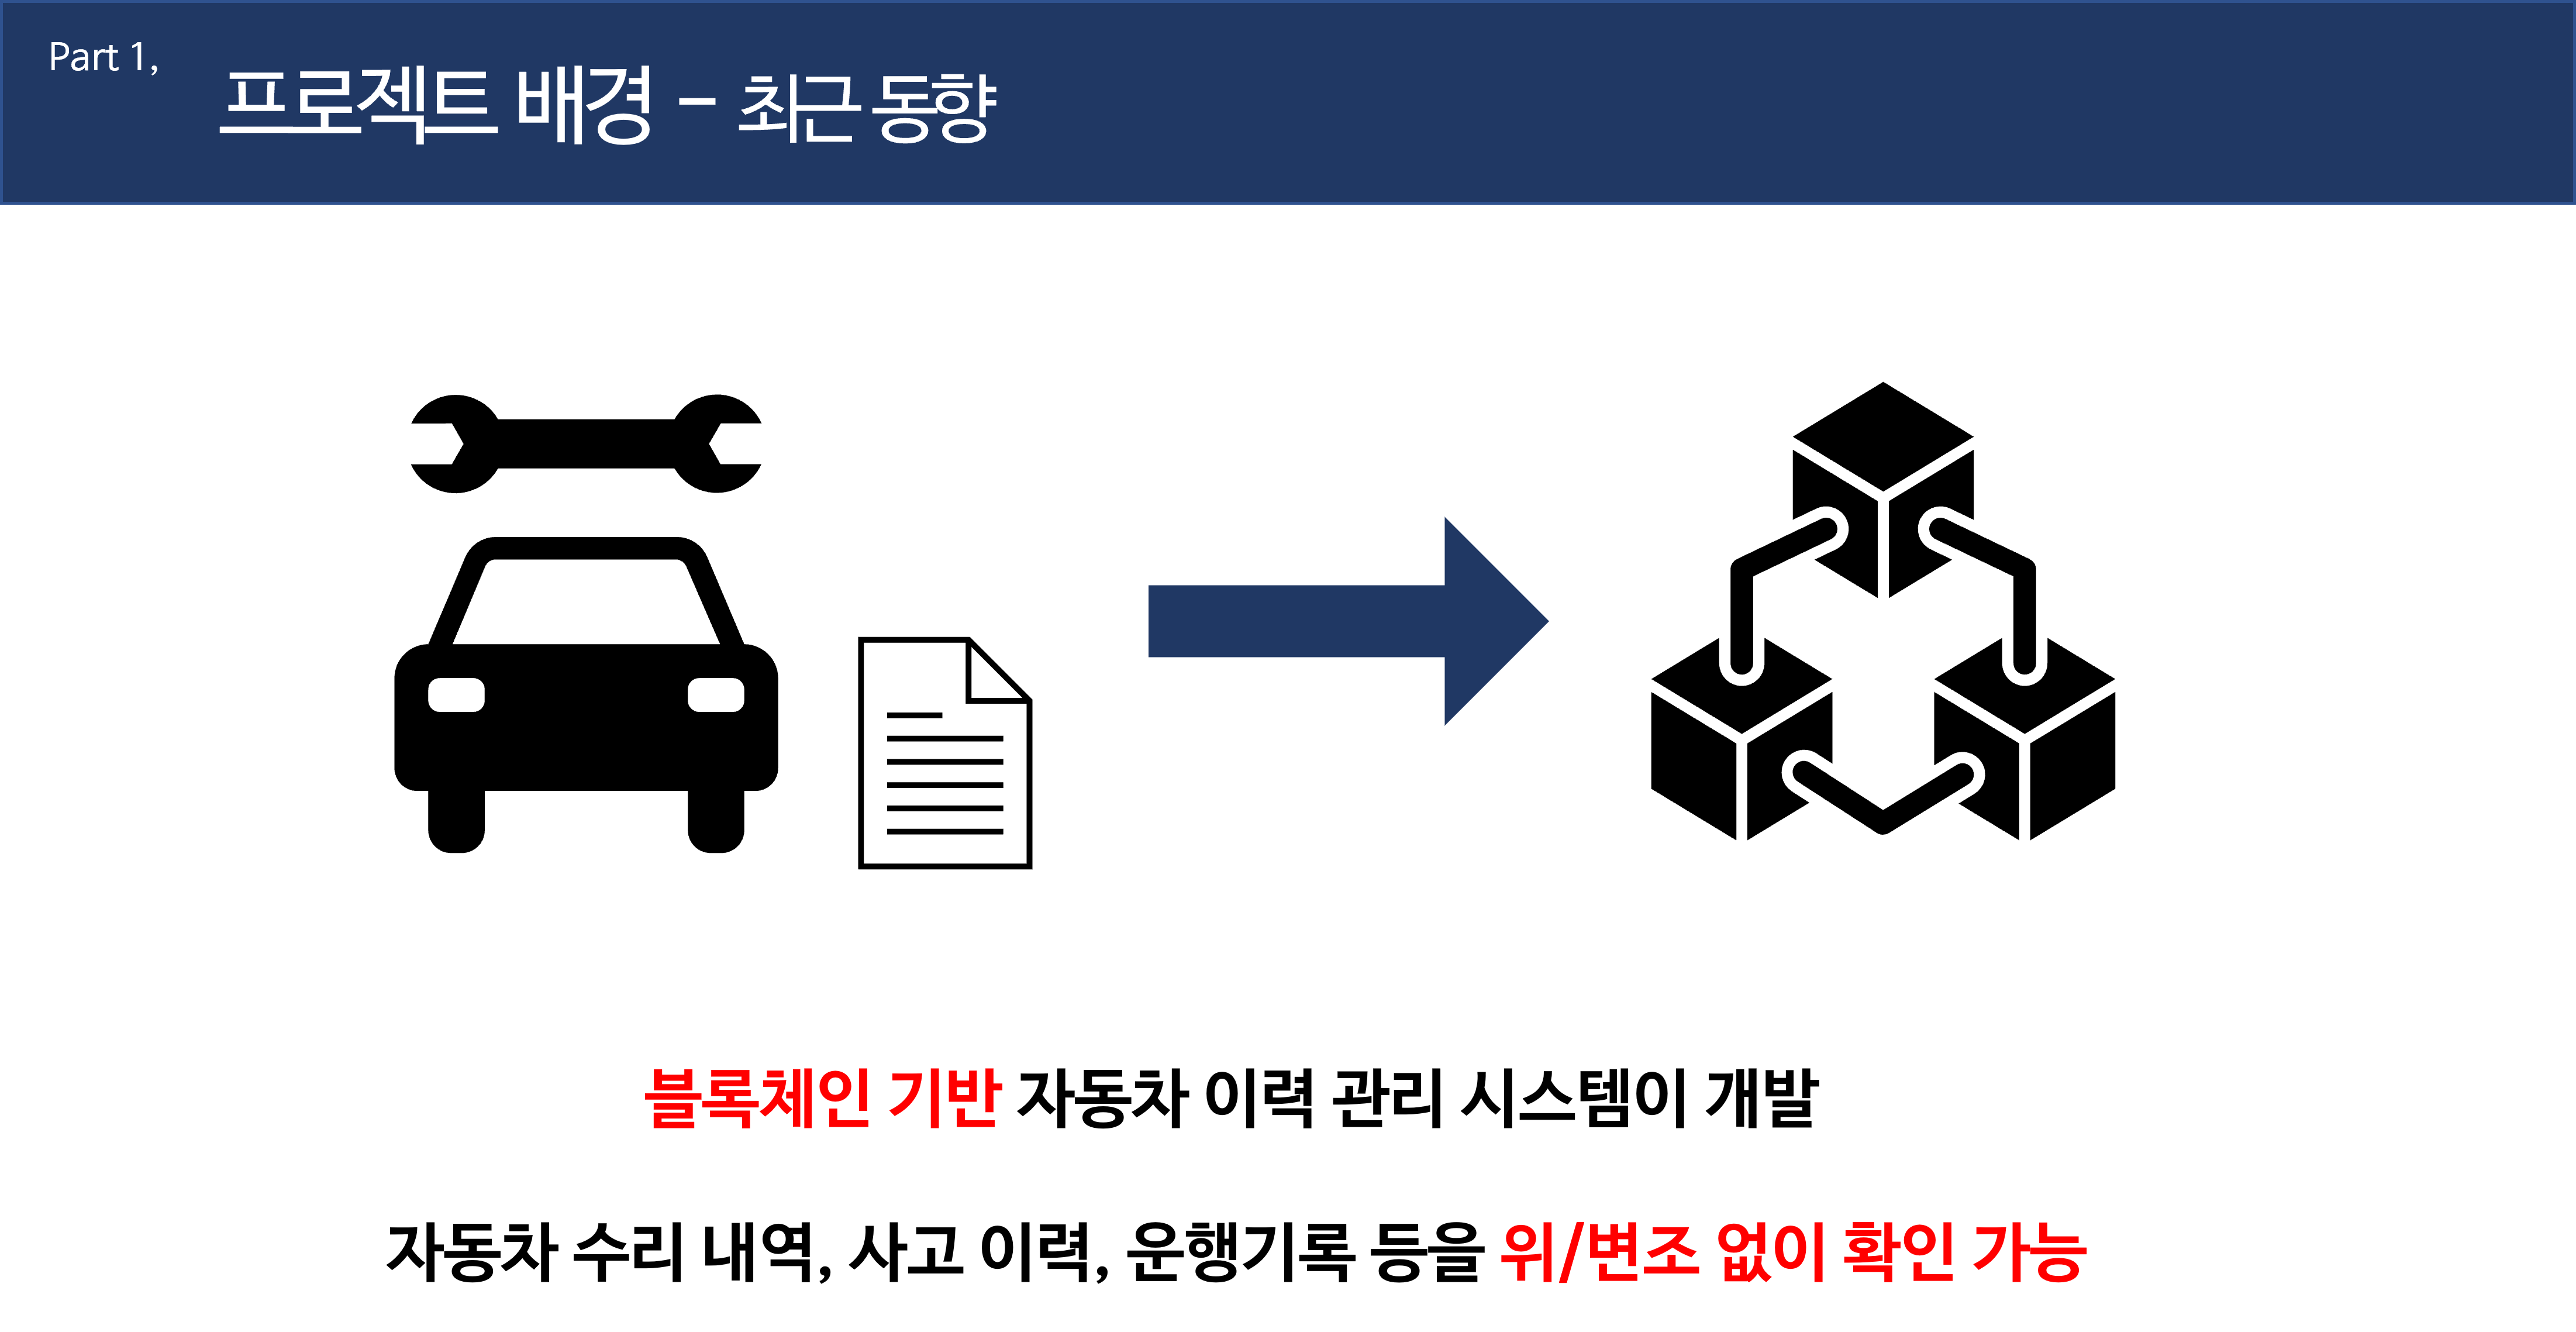 Part 1,
프로젝트 배경 - 최근 동향
블록체인 기반 자동차 이력 관리 시스템이 개발
자동차 수리 내역, 사고 이력, 운행기록 등을 위/변조 없이 확인 가능